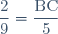 2/9 = BC/5